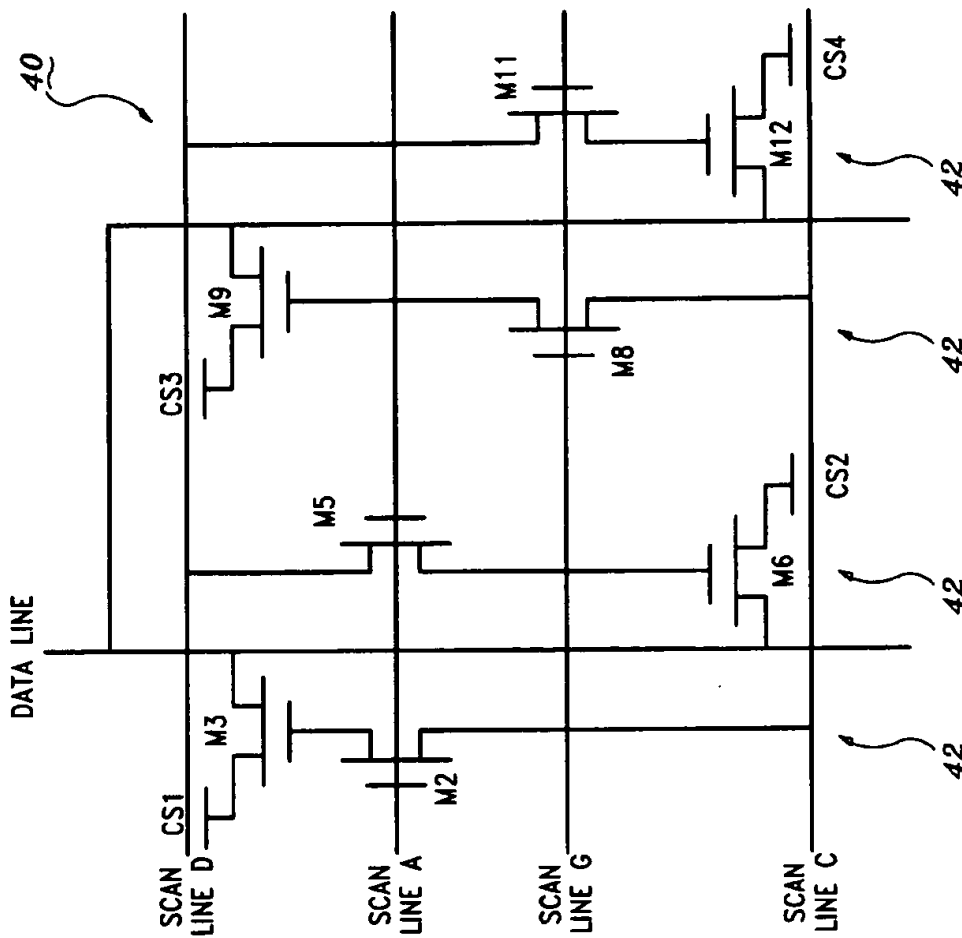 40
DATA LINE
CS1
M3
CS3
M9
M11
M5
M2
M8
M6
CS2
M12
CS4
SCAN
LINE D
SCAN
LINE A
SCAN
LINE G
SCAN
LINE C
42
42
42
42